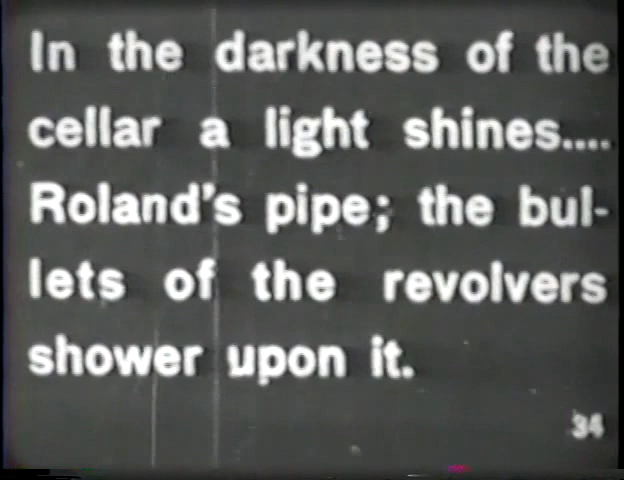 In the darkness of the
cellar a light shines....
Roland's pipe; the bul-
lets of the revolvers
shower upon it.
34